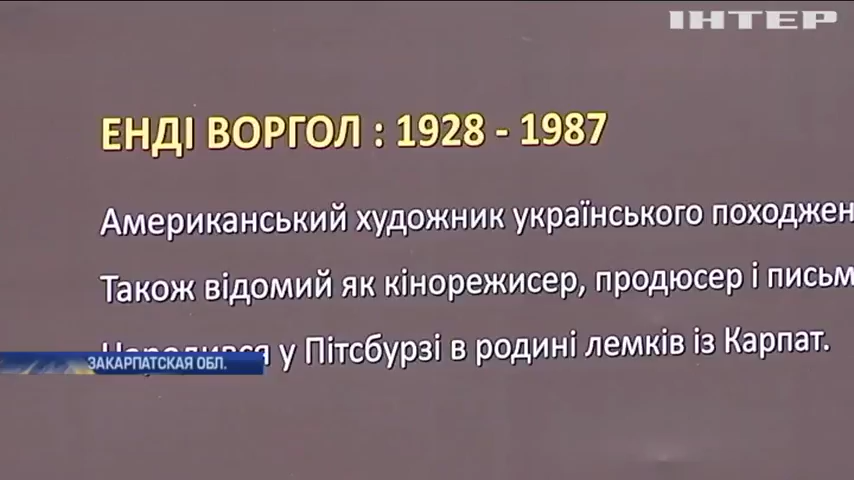 ІНТЕР
ЕНДІ ВОРГОЛ : 1928 - 1987
Американський художник українського походжен
Також відомий як кінорежисер, продюсер і письм
у Пітсбурзі в родині лемків із Карпат.
ЗАКАРПАТСКАЯ ОБЛ.